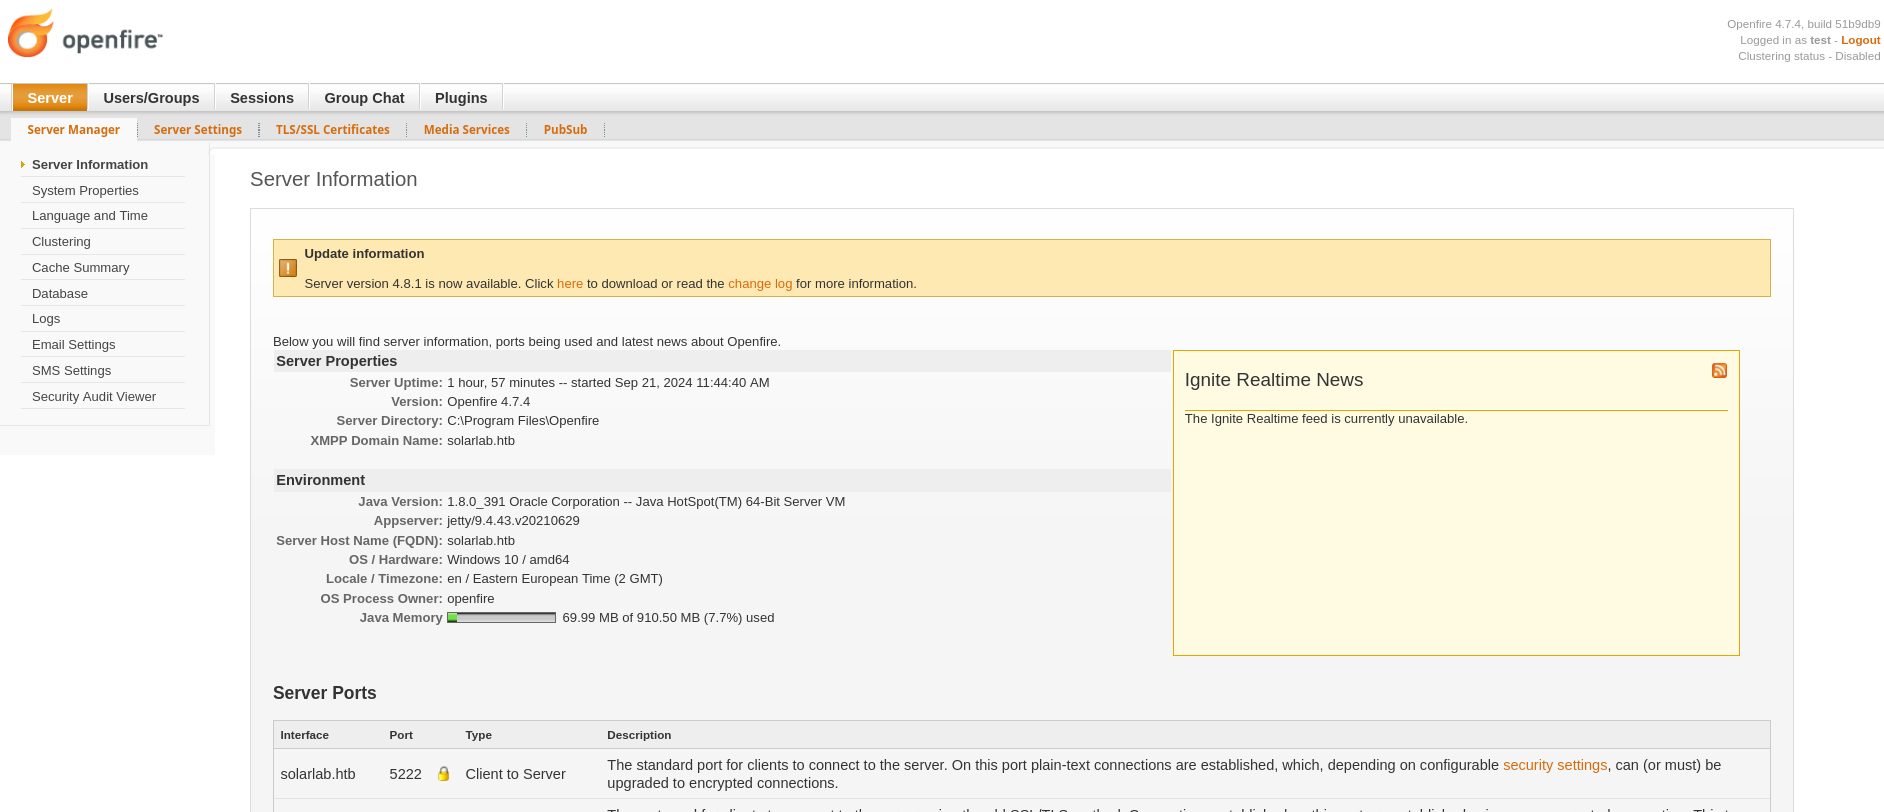 openfire™
Openfire 4.7.4, build 51b9db9
Logged in as test - Logout
Clustering status - Disabled
Server Users/Groups Sessions Group Chat Plugins
Server Manager Server Settings TLS/SSL Certificates Media Services PubSub
Server Information
System Properties
Language and Time
Clustering
Cache Summary
Database
Logs
Email Settings
SMS Settings
Security Audit Viewer
Server Information
Update information
Server version 4.8.1 is now available. Click here to download or read the change log for more information.
Below you will find server information, ports being used and latest news about Openfire.
Server Properties
Server Uptime: 1 hour, 57 minutes -- started Sep 21, 2024 11:44:40 AM
Version: Openfire 4.7.4
Server Directory: C:\Program Files\Openfire
XMPP Domain Name: solarlab.htb
Environment
Java Version: 1.8.0_391 Oracle Corporation -- Java HotSpot(TM) 64-Bit Server VM
Appserver: jetty/9.4.43.v20210629
Server Host Name (FQDN): solarlab.htb
OS / Hardware: Windows 10 / amd64
Locale / Timezone: en / Eastern European Time (2 GMT)
OS Process Owner: openfire
Java Memory 69.99 MB of 910.50 MB (7.7%) used
Ignite Realtime News
The Ignite Realtime feed is currently unavailable.
Server Ports
Interface Port Type Description
solarlab.htb 5222 Client to Server The standard port for clients to connect to the server. On this port plain-text connections are established, which, depending on configurable security settings, can (or must) be
upgraded to encrypted connections.